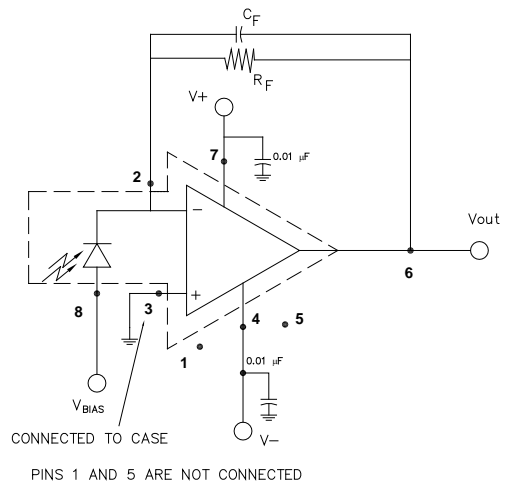 C_F
R_F
V+
7
0.01 µF
2
−
Vout
6
+
8
3
4
5
1
0.01 µF
V_BIAS
V−
CONNECTED TO CASE
PINS 1 AND 5 ARE NOT CONNECTED